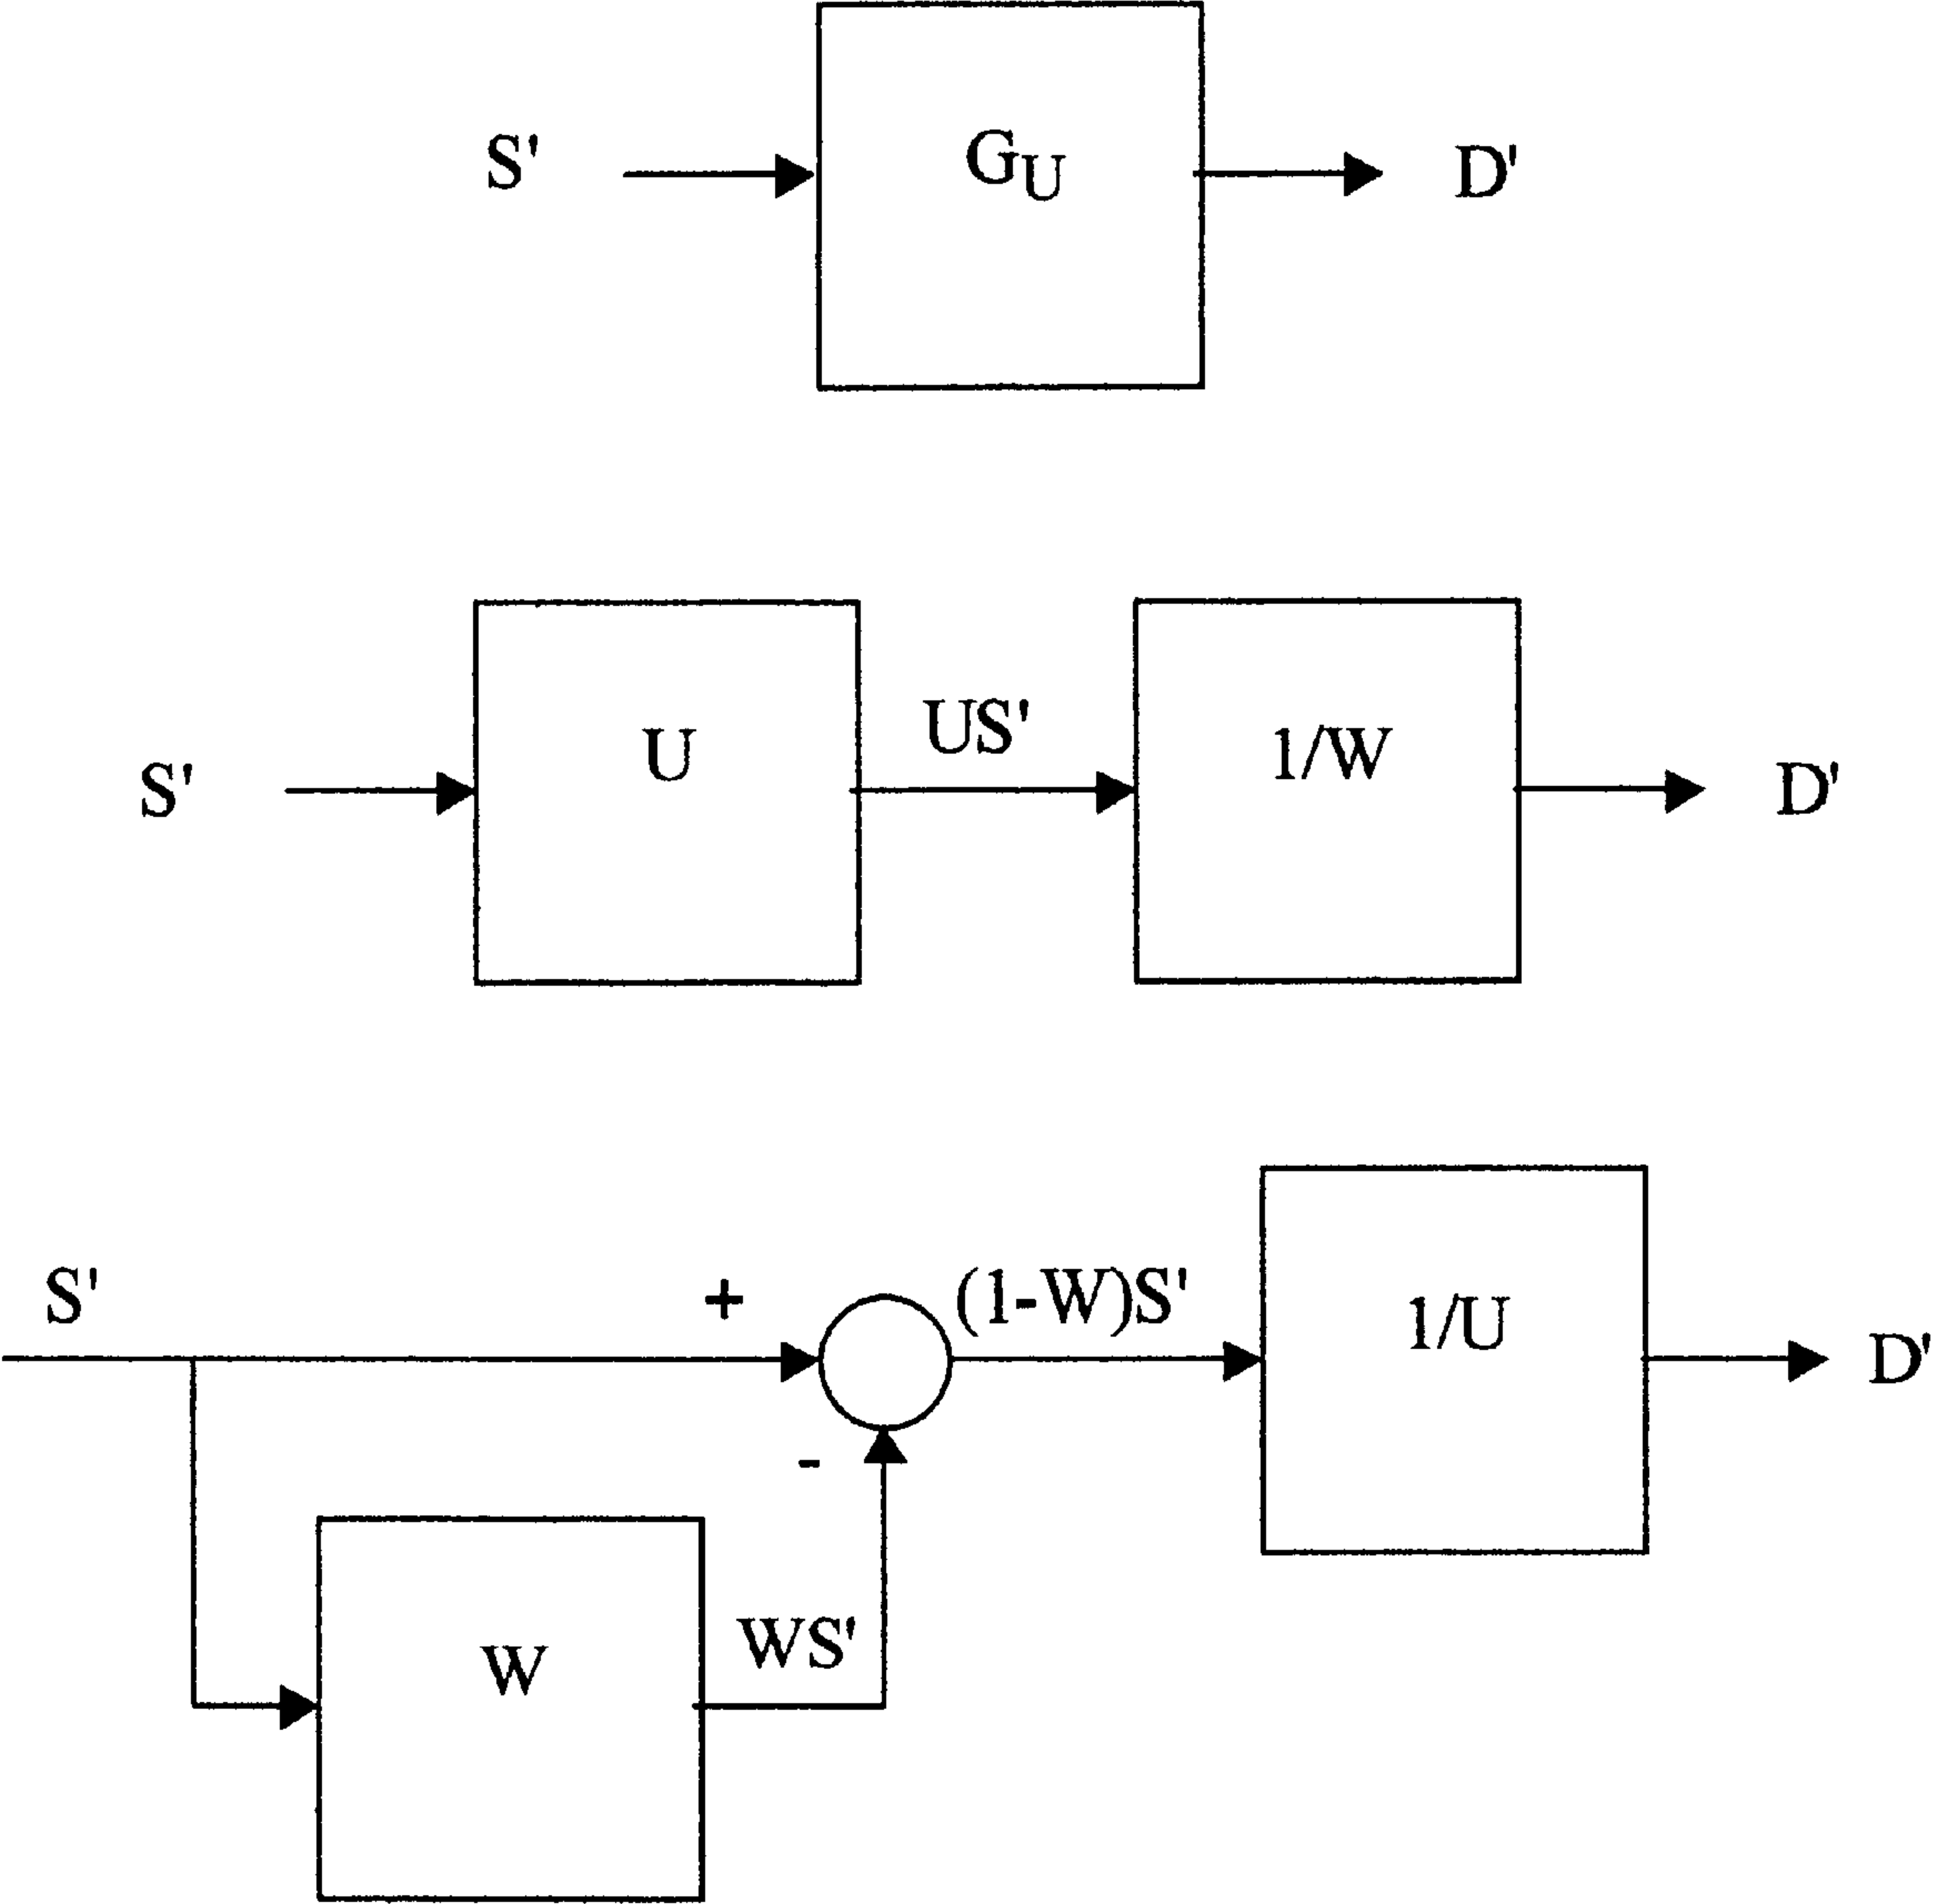 S'
G_U
D'
S'
U
US'
1/W
D'
S'
+
(1-W)S'
1/U
D'
-
W
WS'